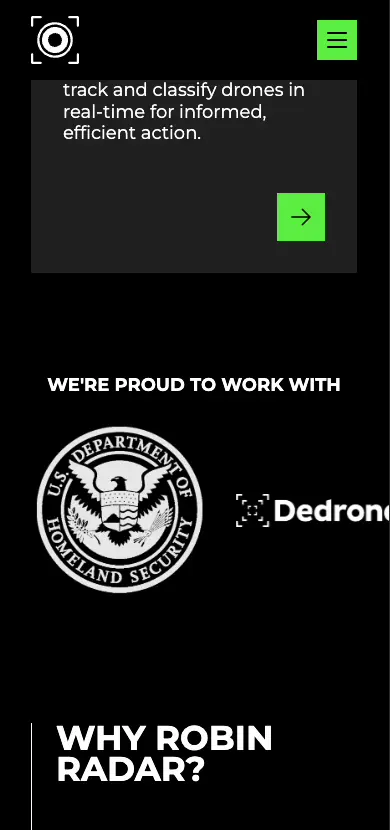 track and classify drones in
real-time for informed,
efficient action.
WE'RE PROUD TO WORK WITH
U.S. DEPARTMENT OF
HOMELAND SECURITY
Dedrone
WHY ROBIN
RADAR?